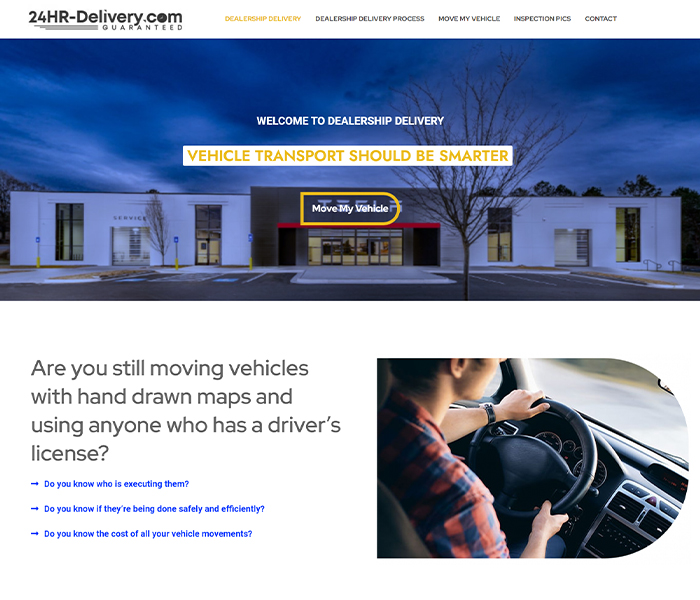 24HR-Delivery.com
GUARANTEED
DEALERSHIP DELIVERY DEALERSHIP DELIVERY PROCESS MOVE MY VEHICLE INSPECTION PICS CONTACT
WELCOME TO DEALERSHIP DELIVERY
VEHICLE TRANSPORT SHOULD BE SMARTER
Move My Vehicle
SERVICE
Are you still moving vehicles
with hand drawn maps and
using anyone who has a driver’s
license?
Do you know who is executing them?
Do you know if they’re being done safely and efficiently?
Do you know the cost of all your vehicle movements?